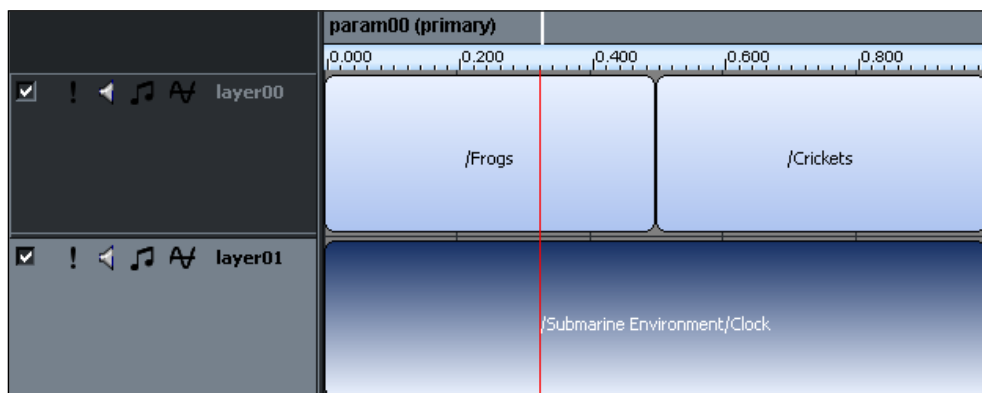 param00 (primary)
0.000 0.200 0.400 0.600 0.800
layer00
/Frogs
/Crickets
layer01
/Submarine Environment/Clock